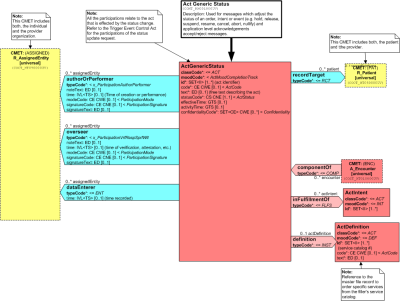 Note:
This CMET includes
both, the individual
and provider
organization.
Note:
All the participations relate to the act
that is effected by the status change.
Refer to the Trigger Event Control Act
for the participations of the status
update request.
Act Generic Status
Description: Used for messages which adjust the
status of an order, intent or event (e.g. hold, release,
suspend, resume, cancel, abort, nullify) and
application level acknowledgements
accept/reject messages.
Note:
This CMET includes
both, the patient
and the provider.
CMET: (ASSIGNED)
R_AssignedEntity
[universal]
0..* assignedEntity
authorOrPerformer
typeCode*: <= x_ParticipationAuthorPerformer
noteText: ED [0..1]
time: IVL<TS> [0..1] (Time of creation or performance)
modeCode: CE CWE [0..1] < ParticipationMode
signatureCode: CE CNE [0..1] < ParticipationSignature
signatureText: ED [0..1]
0..* assignedEntity
overseer
typeCode*: <= x_ParticipationVrfRespSprfWit
noteText: ED [0..1]
time: IVL<TS> [0..1] (time of verification, attestation, etc.)
modeCode: CE CWE [0..1] < ParticipationMode
signatureCode: CE CNE [0..1] < ParticipationSignature
signatureText: ED [0..1]
0..* assignedEntity
dataEnterer
typeCode*: <= ENT
time: IVL<TS> [0..1] (time recorded)
ActGenericStatus
classCode*: <= ACT
moodCode*: <= ActMoodCompletionTrack
id*: SET<II> [1..*] (act identifier)
code: CE CWE [0..1] < ActCode
text: ED [0..1] (Free text describing the act)
statusCode*: CS CNE [1..1] < ActStatus
effectiveTime: GTS [0..1]
activityTime: GTS [0..1]
confidentialityCode*: SET<CE CWE> [0..*] < Confidentiality
0..* patient
recordTarget
typeCode*: <= RCT
CMET: (PAT)
R_Patient
[universal]
componentOf
typeCode*: <= COMP
0..* encounter
CMET: (ENC)
A_Encounter
[universal]
0..* actIntent
inFulfillmentOf
typeCode*: <= FLFS
ActIntent
classCode*: <= ACT
moodCode*: <= INT
id*: SET<II> [1..*]
0..1 actDefinition
definition
typeCode*: <= INST
ActDefinition
classCode*: <= ACT
moodCode*: <= DEF
id*: SET<II> [1..*]
(service catalog #)
code: CE CWE [0..1] < ActCode
text*: ED [0..1]
Note:
Reference to the
master file record to
order specific services
from the filler's service
catalog.